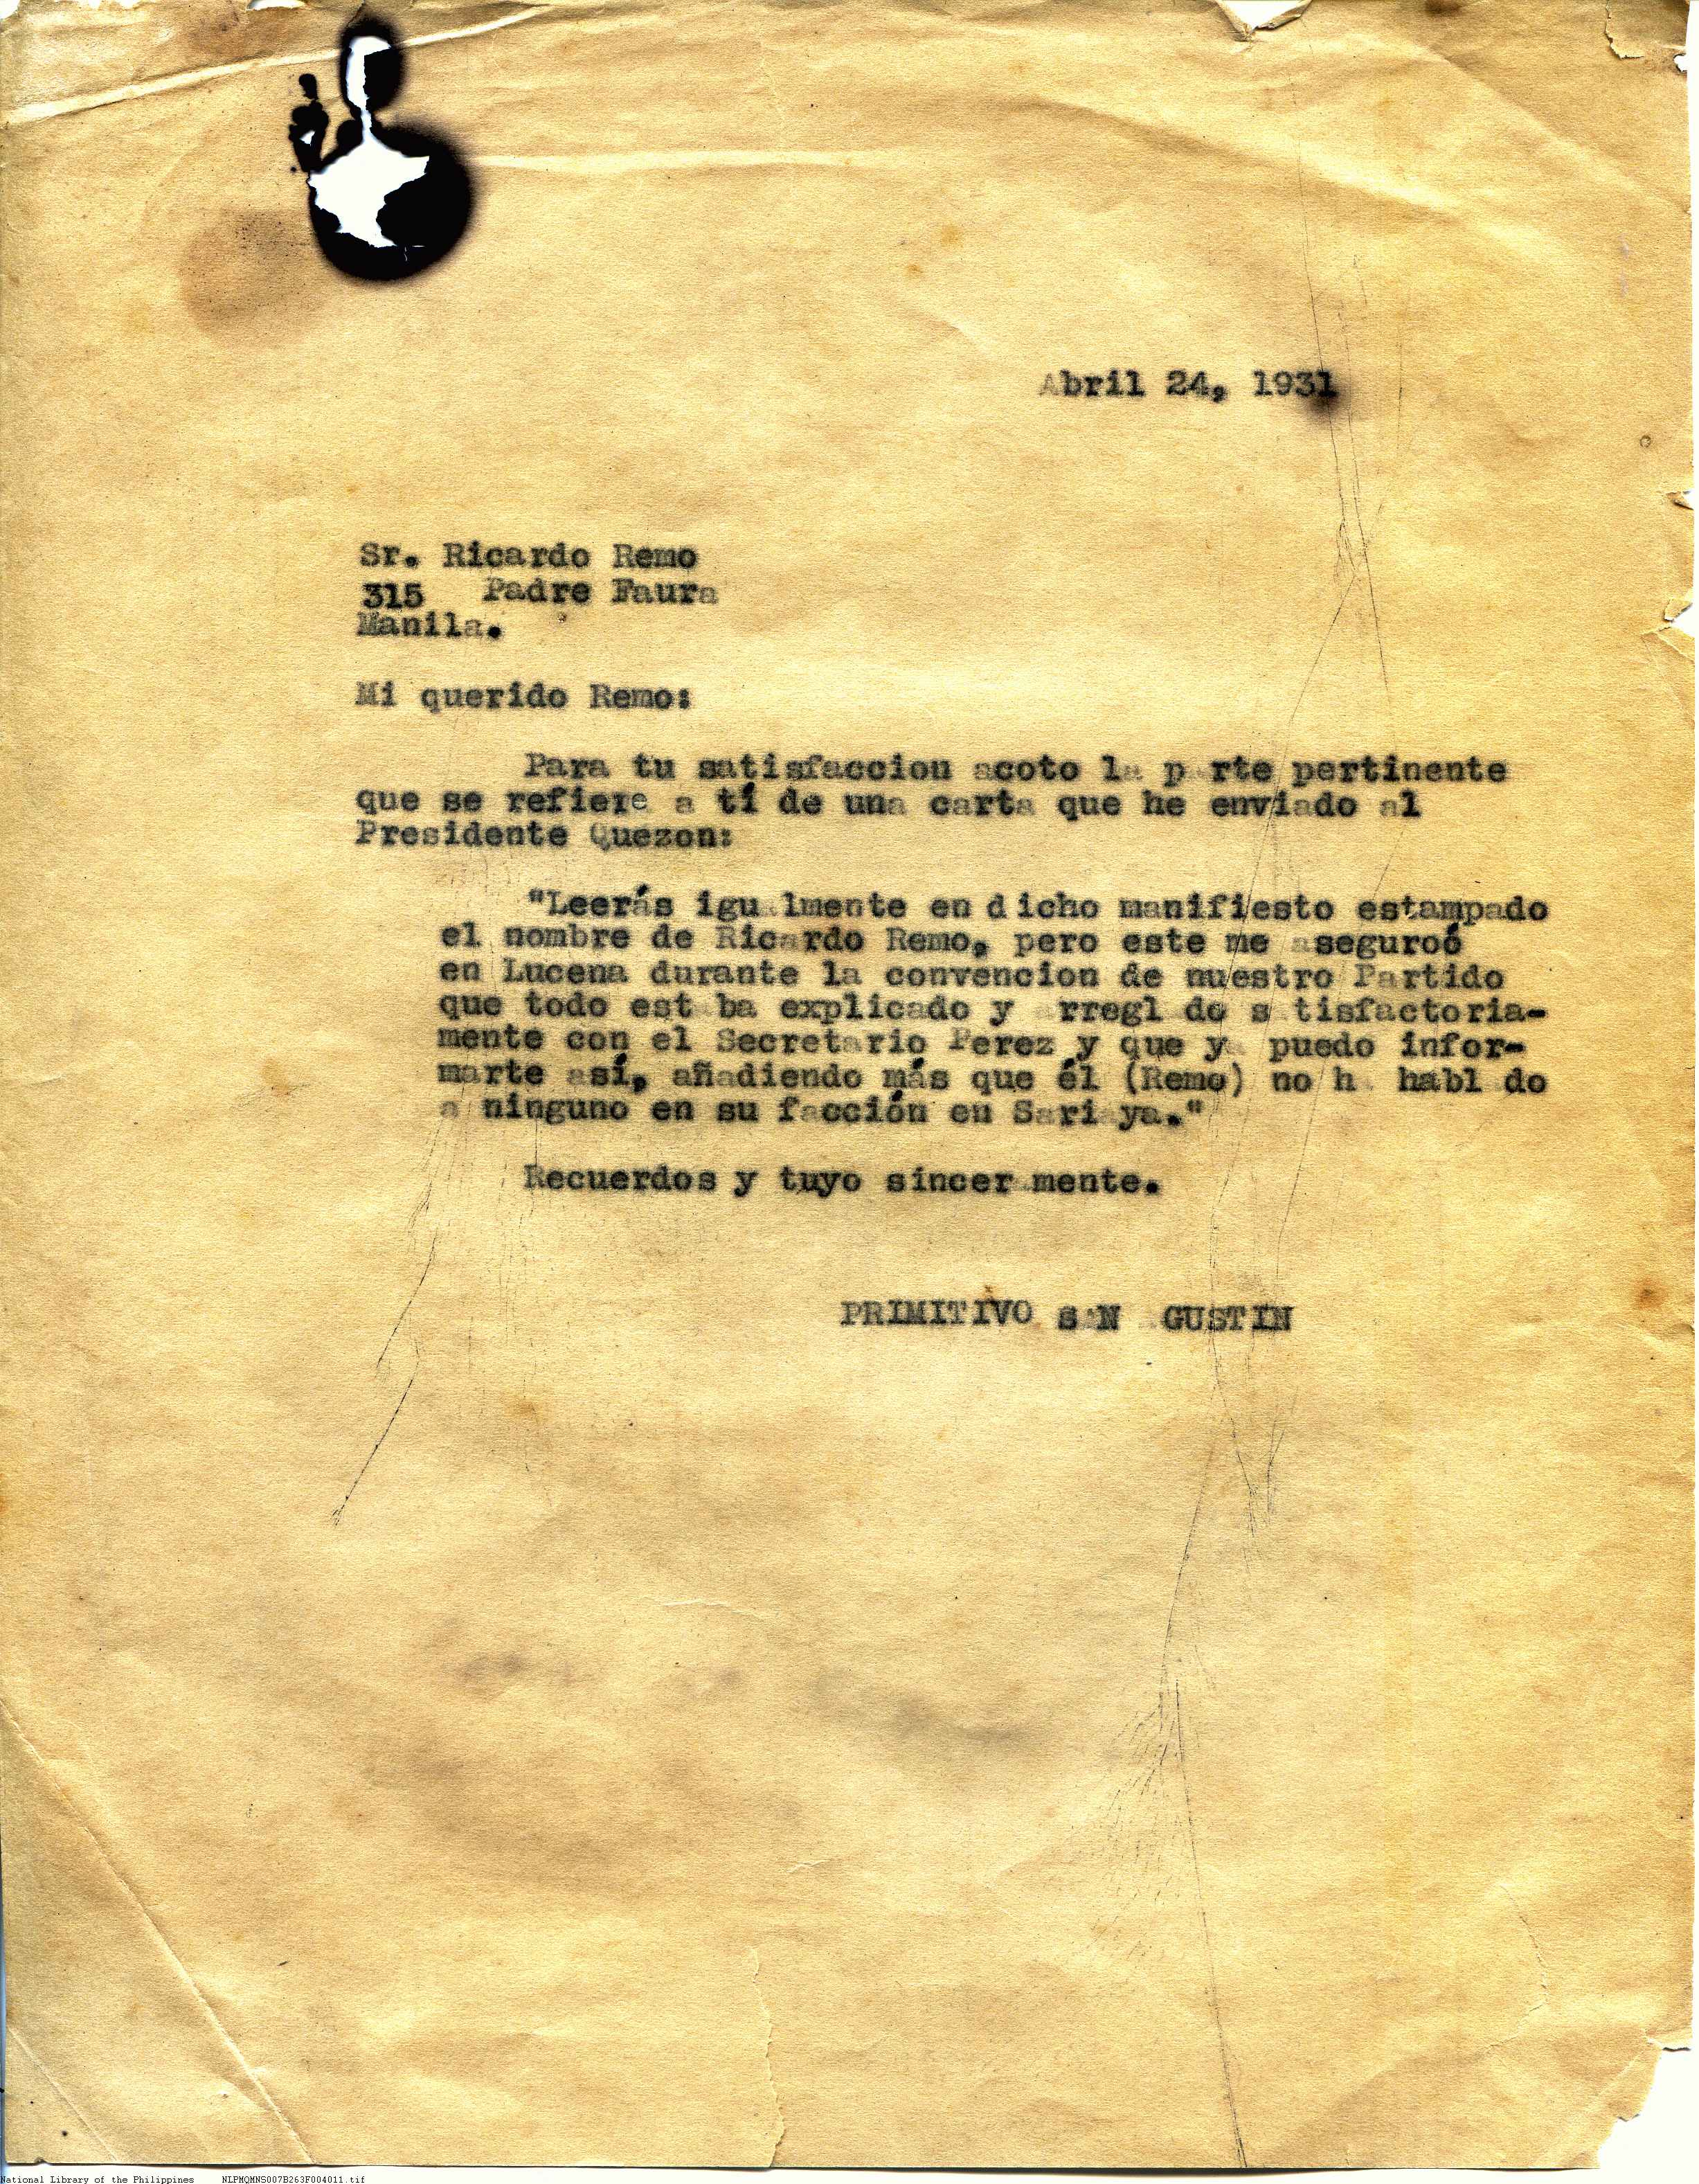 Abril 24, 1931
Sr. Ricardo Remo
315 Padre Faura
Manila.
Mi querido Remo:
Para tu satisfaccion acoto la parte pertinente
que se refiere a tí de una carta que he enviado al
Presidente Quezon:
"Leerás igualmente en dicho manifiesto estampado
el nombre de Ricardo Remo, pero este me aseguroó
en Lucena durante la convencion de nuestro Partido
que todo estaba explicado y arreglado satisfactoria-
mente con el Secretario Perez y que ya puedo infor-
marte así, añadiendo más que él (Remo) no ha hablado
a ninguno en su facción en Sariaya."
Recuerdos y tuyo sinceramente.
PRIMITIVO SAN AGUSTIN
National Library of the Philippines NLPMQMNS007B263F004011.tif